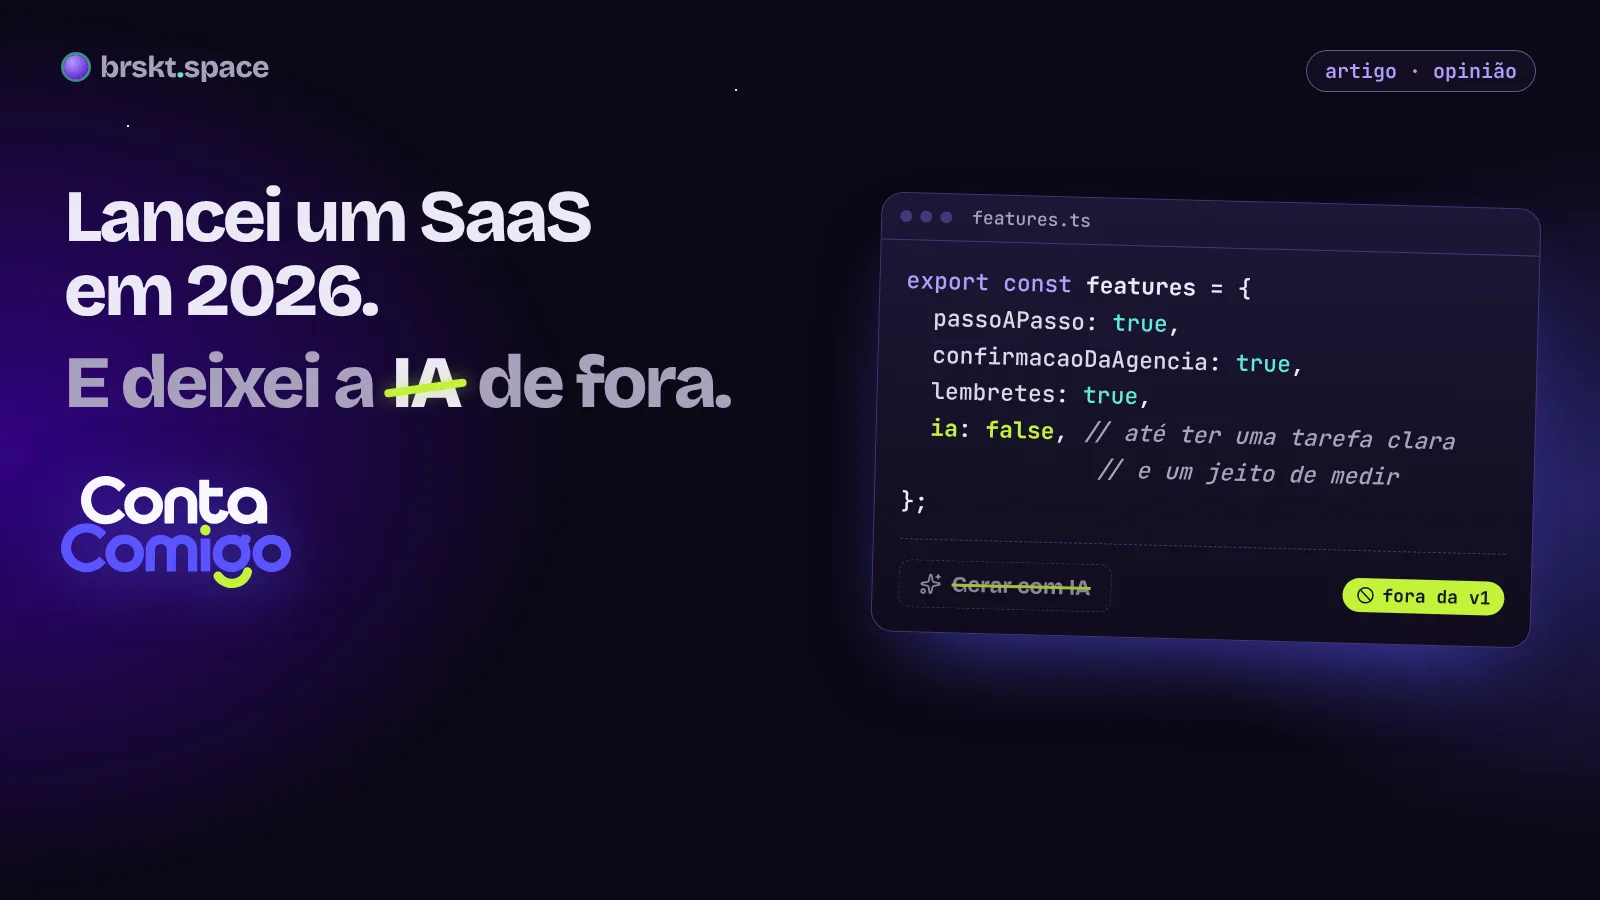 brskt.space
artigo · opinião
Lancei um SaaS
em 2026.
E deixei a IA de fora.
Conta
Comigo
features.ts
export const features = {
passoAPasso: true,
confirmacaoDaAgencia: true,
lembretes: true,
ia: false, // até ter uma tarefa clara
// e um jeito de medir
};
Gerar com IA
fora da v1